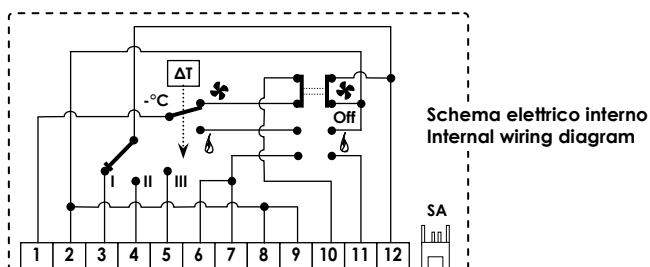 ΔT
-°C
Off
Schema elettrico interno
Internal wiring diagram
I II III
SA
1 2 3 4 5 6 7 8 9 10 11 12